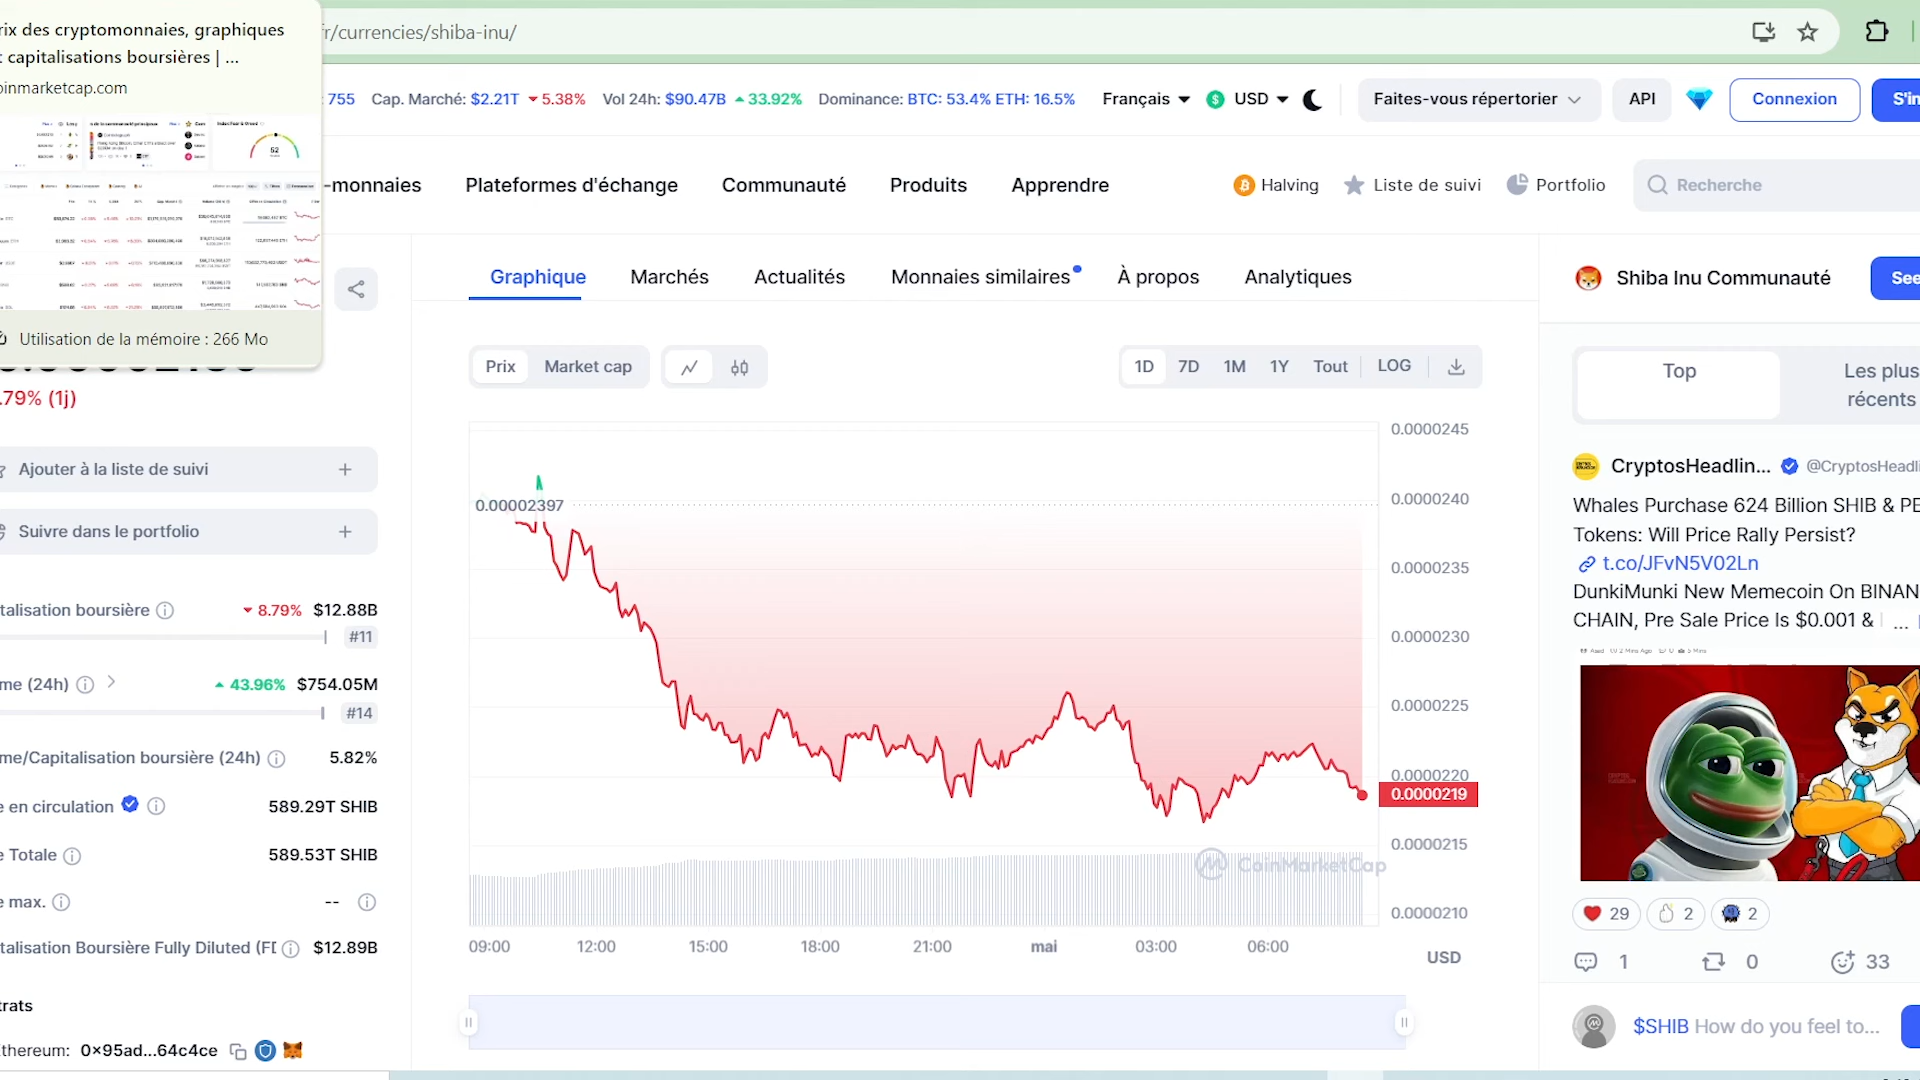 rix des cryptomonnaies, graphiques
t capitalisations boursières | ...
oinmarketcap.com
Utilisation de la mémoire : 266 Mo
fr/currencies/shiba-inu/
755 Cap. Marché: $2.21T 5.38% Vol 24h: $90.47B 33.92% Dominance: BTC: 53.4% ETH: 16.5% Français USD Faites-vous répertorier API Connexion S'in
-monnaies Plateformes d'échange Communauté Produits Apprendre Halving Liste de suivi Portfolio Recherche
Graphique Marchés Actualités Monnaies similaires À propos Analytiques
Prix Market cap 1D 7D 1M 1Y Tout LOG
.79% (1j)
Ajouter à la liste de suivi +
Suivre dans le portfolio +
talisation boursière 8.79% $12.88B
#11
me (24h) 43.96% $754.05M
#14
me/Capitalisation boursière (24h) 5.82%
e en circulation 589.29T SHIB
e Totale 589.53T SHIB
e max. --
talisation Boursière Fully Diluted (FD $12.89B
trats
Ethereum: 0x95ad...64c4ce
0.00002397
0.0000245
0.0000240
0.0000235
0.0000230
0.0000225
0.0000220
0.0000219
0.0000215
0.0000210
CoinMarketCap
09:00 12:00 15:00 18:00 21:00 mai 03:00 06:00
USD
Shiba Inu Communauté See
Top
Les plus
récents
CryptosHeadlin... @CryptosHeadli
Whales Purchase 624 Billion SHIB & PE
Tokens: Will Price Rally Persist?
t.co/JFvN5V02Ln
DunkiMunki New Memecoin On BINAN
CHAIN, Pre Sale Price Is $0.001 & ...
29 2 2
1 0 33
$SHIB How do you feel to...